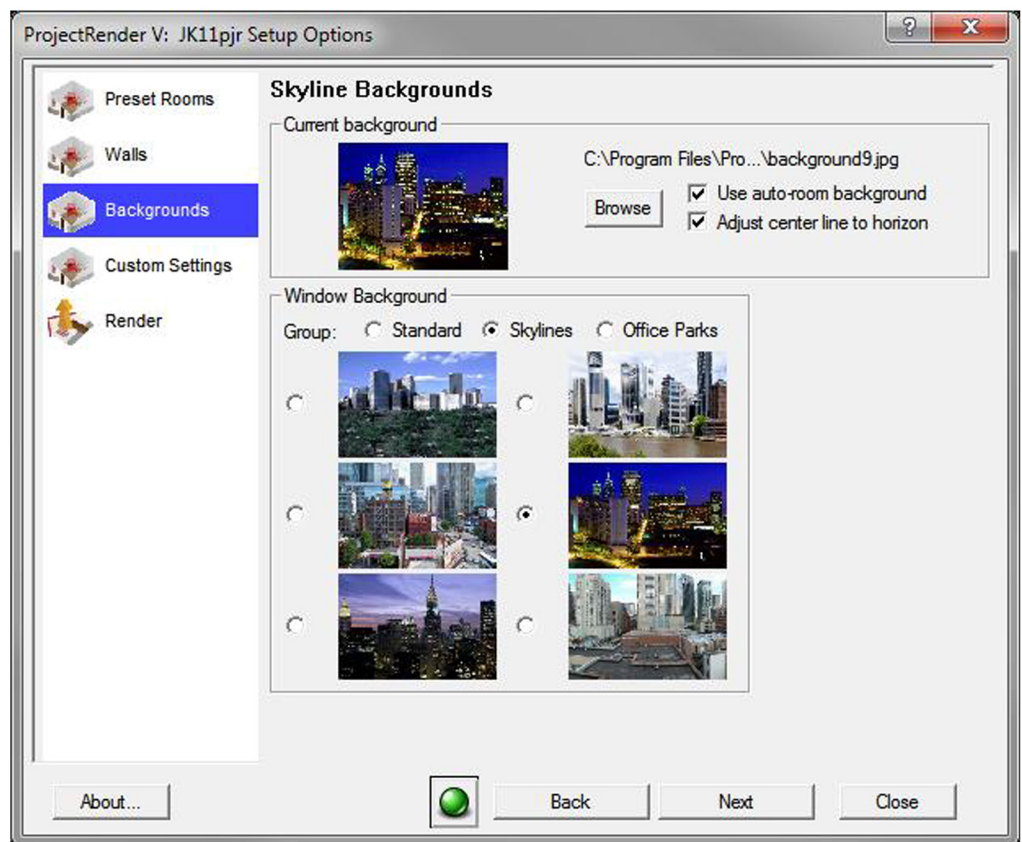 ProjectRender V: JK11pjr Setup Options
?
X
Preset Rooms
Walls
Backgrounds
Custom Settings
Render
Skyline Backgrounds
Current background
C:\Program Files\Pro...\background9.jpg
Browse
Use auto-room background
Adjust center line to horizon
Window Background
Group: Standard Skylines Office Parks
About... Back Next Close